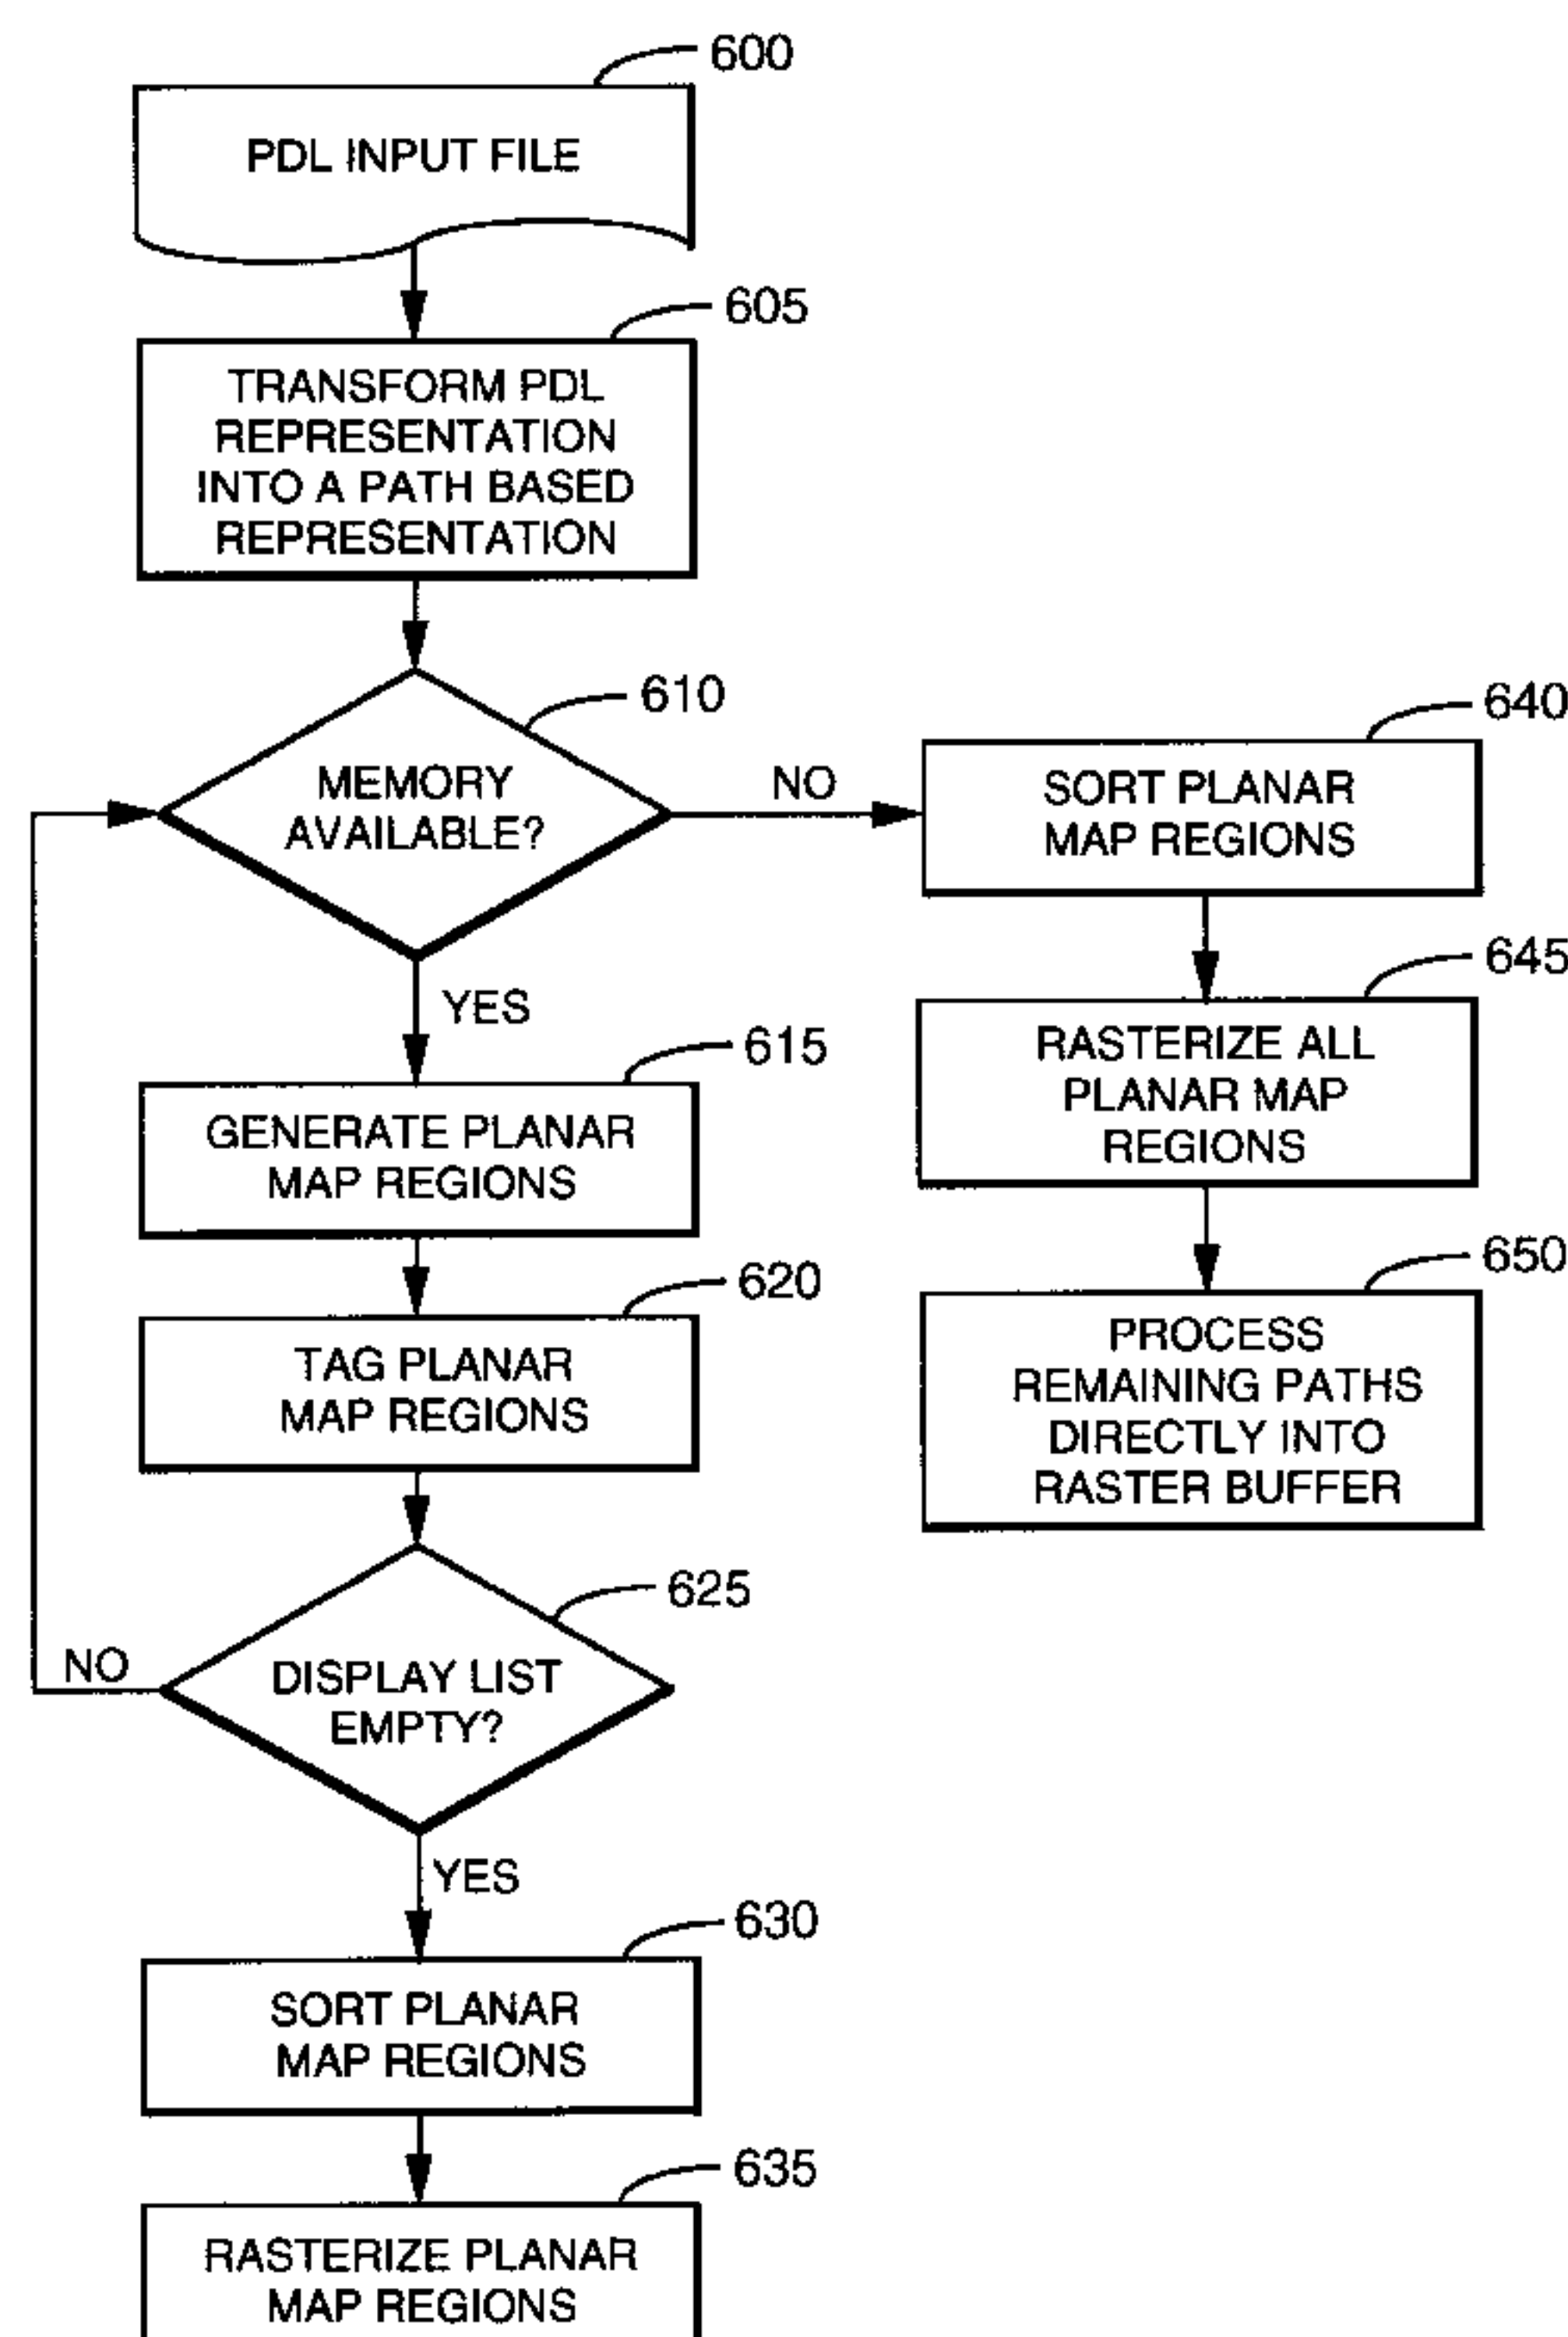 600
PDL INPUT FILE
605
TRANSFORM PDL
REPRESENTATION
INTO A PATH BASED
REPRESENTATION
610
MEMORY
AVAILABLE?
NO
YES
640
SORT PLANAR
MAP REGIONS
645
RASTERIZE ALL
PLANAR MAP
REGIONS
650
PROCESS
REMAINING PATHS
DIRECTLY INTO
RASTER BUFFER
615
GENERATE PLANAR
MAP REGIONS
620
TAG PLANAR
MAP REGIONS
625
DISPLAY LIST
EMPTY?
NO
YES
630
SORT PLANAR
MAP REGIONS
635
RASTERIZE PLANAR
MAP REGIONS